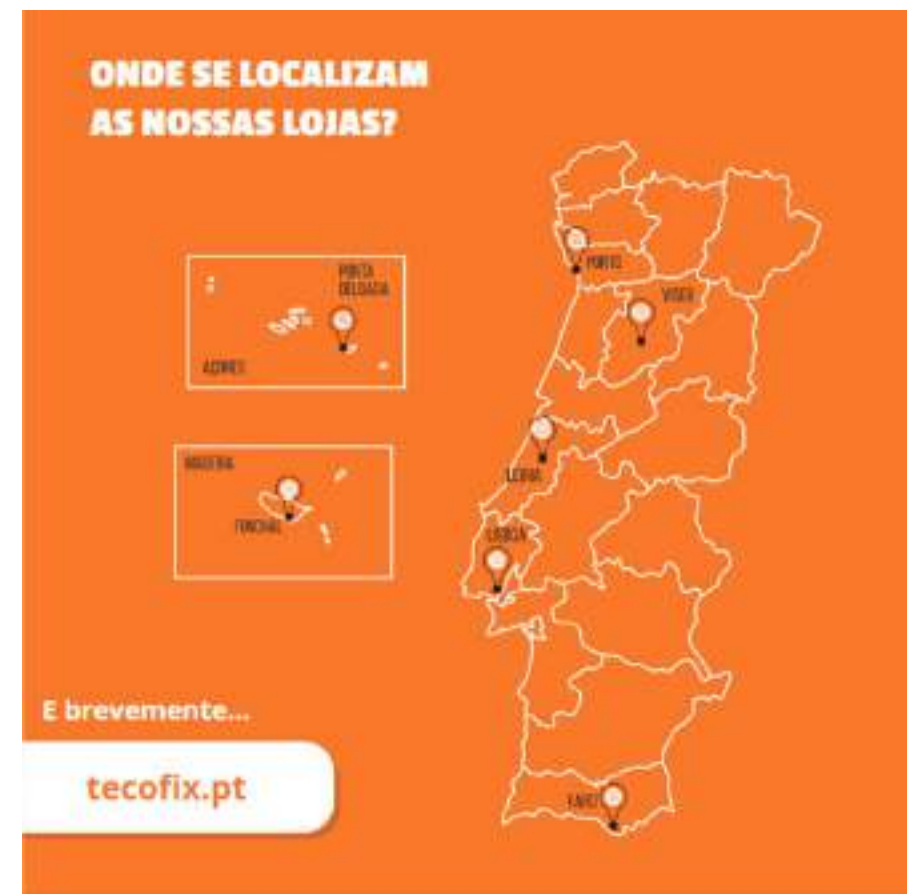 ONDE SE LOCALIZAM
AS NOSSAS LOJAS?
PONTA
DELGADA
AÇORES
MADEIRA
FUNCHAL
PORTO
VISEU
LEIRIA
LISBOA
FARO
E brevemente...
tecofix.pt